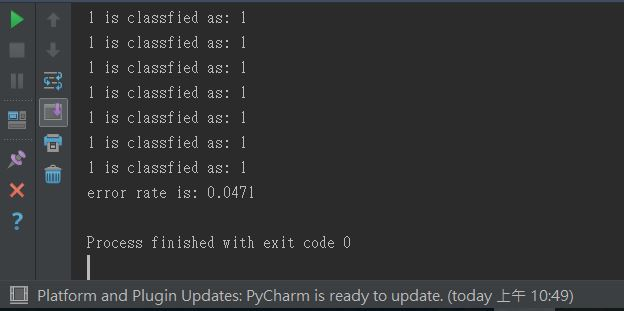 1 is classfied as: 1
1 is classfied as: 1
1 is classfied as: 1
1 is classfied as: 1
1 is classfied as: 1
1 is classfied as: 1
1 is classfied as: 1
error rate is: 0.0471
Process finished with exit code 0
Platform and Plugin Updates: PyCharm is ready to update. (today 上午 10:49)